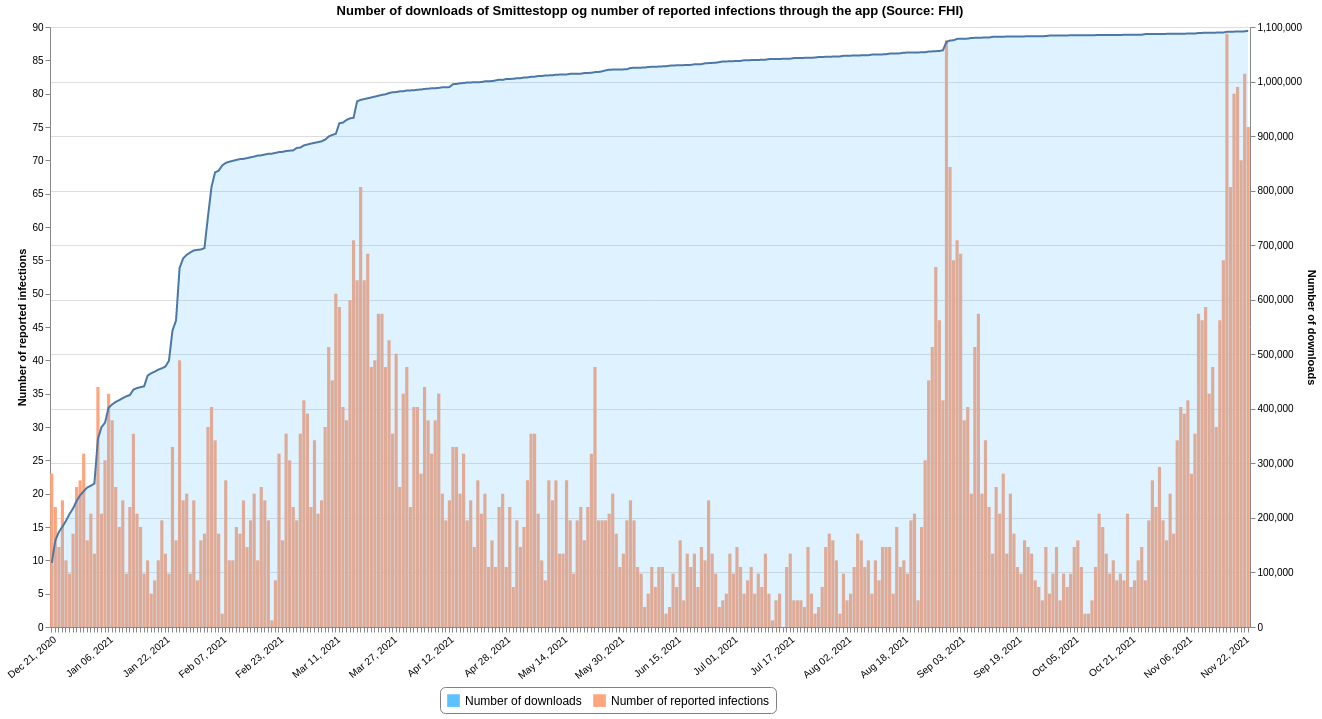 Number of downloads of Smittestopp og number of reported infections through the app (Source: FHI)
Number of reported infections
90
85
80
75
70
65
60
55
50
45
40
35
30
25
20
15
10
5
0
1,100,000
1,000,000
900,000
800,000
700,000
600,000
500,000
400,000
300,000
200,000
100,000
0
Number of downloads
Dec 21, 2020
Jan 06, 2021
Jan 22, 2021
Feb 07, 2021
Feb 23, 2021
Mar 11, 2021
Mar 27, 2021
Apr 12, 2021
Apr 28, 2021
May 14, 2021
May 30, 2021
Jun 15, 2021
Jul 01, 2021
Jul 17, 2021
Aug 02, 2021
Aug 18, 2021
Sep 03, 2021
Sep 19, 2021
Oct 05, 2021
Oct 21, 2021
Nov 06, 2021
Nov 22, 2021
Number of downloads
Number of reported infections